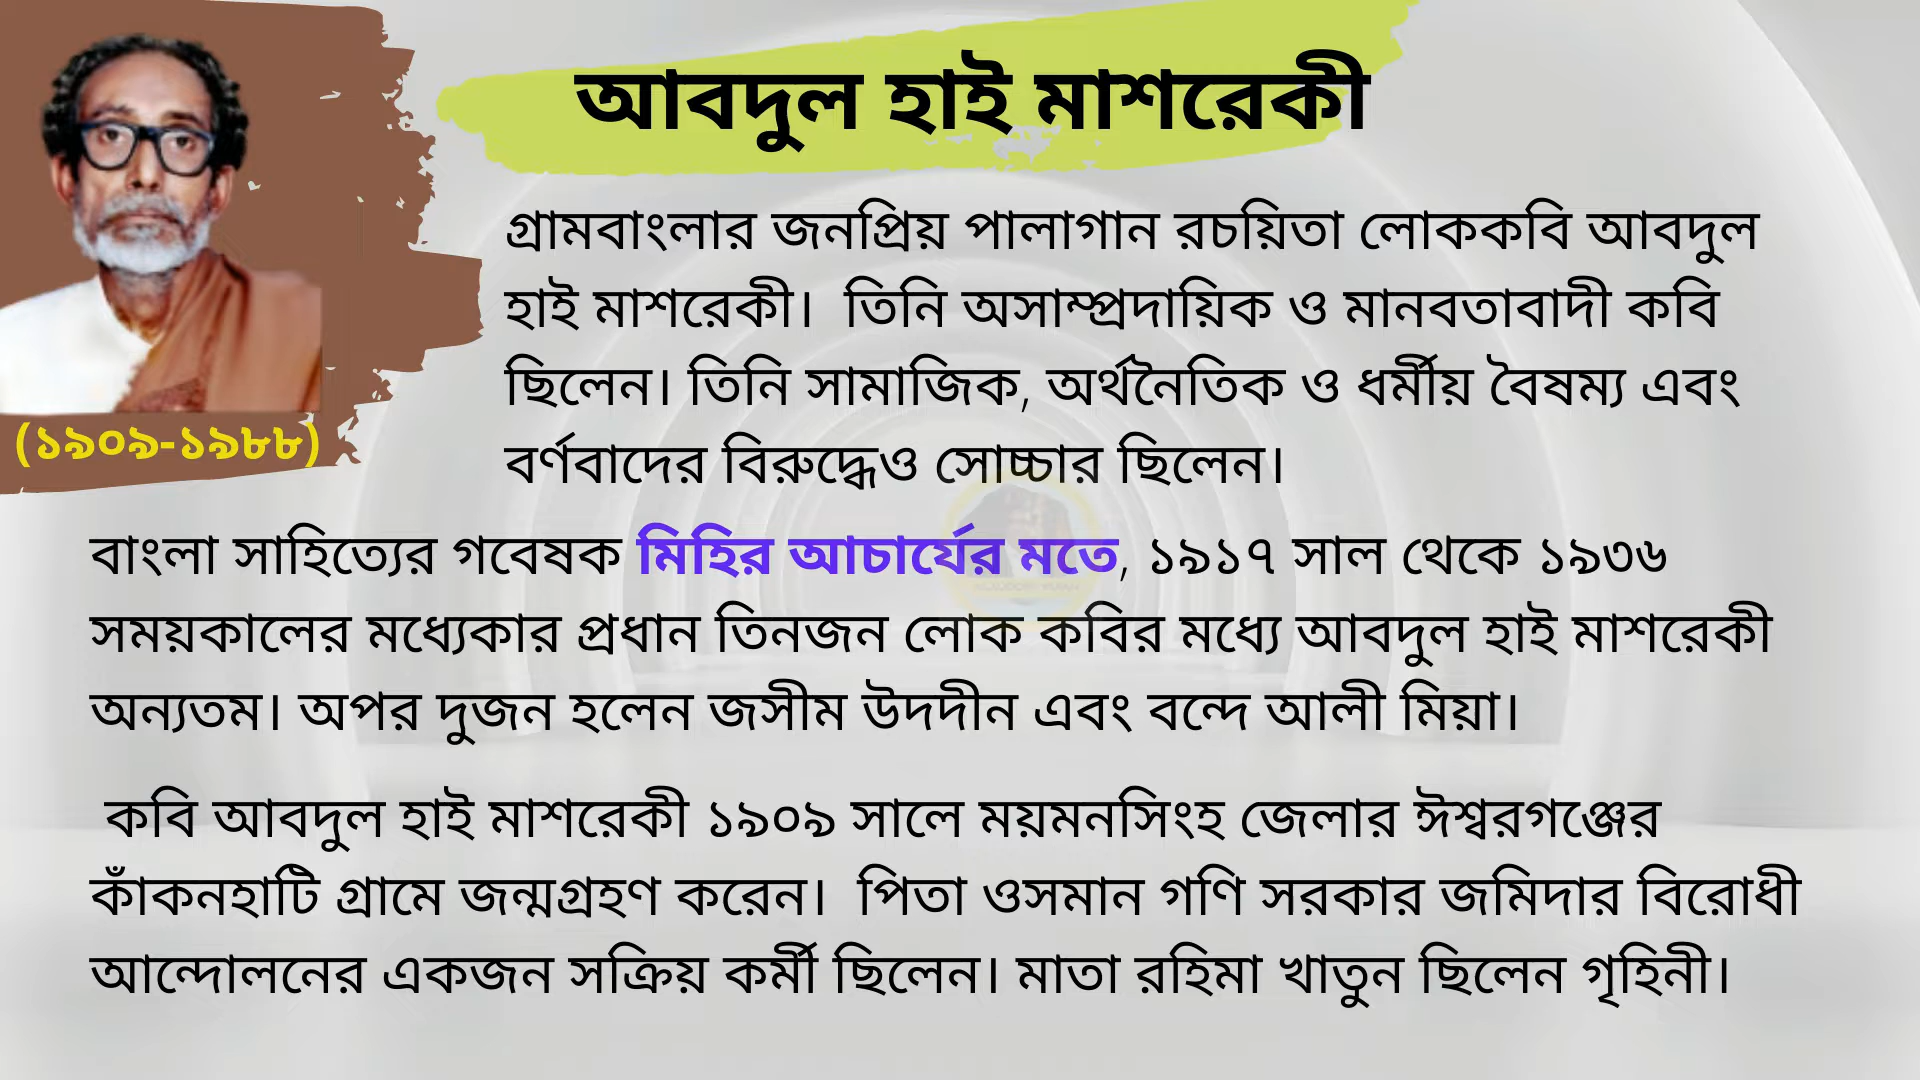 আবদুল হাই মাশরেকী
গ্রামবাংলার জনপ্রিয় পালাগান রচয়িতা লোককবি আবদুল
হাই মাশরেকী। তিনি অসাম্প্রদায়িক ও মানবতাবাদী কবি
ছিলেন। তিনি সামাজিক, অর্থনৈতিক ও ধর্মীয় বৈষম্য এবং
বর্ণবাদের বিরুদ্ধেও সোচ্চার ছিলেন।
(১৯০৯-১৯৮৮)
বাংলা সাহিত্যের গবেষক মিহির আচার্যের মতে, ১৯১৭ সাল থেকে ১৯৩৬
সময়কালের মধ্যেকার প্রধান তিনজন লোক কবির মধ্যে আবদুল হাই মাশরেকী
অন্যতম। অপর দুজন হলেন জসীম উদদীন এবং বন্দে আলী মিয়া।
কবি আবদুল হাই মাশরেকী ১৯০৯ সালে ময়মনসিংহ জেলার ঈশ্বরগঞ্জের
কাঁকনহাটি গ্রামে জন্মগ্রহণ করেন। পিতা ওসমান গণি সরকার জমিদার বিরোধী
আন্দোলনের একজন সক্রিয় কর্মী ছিলেন। মাতা রহিমা খাতুন ছিলেন গৃহিনী।